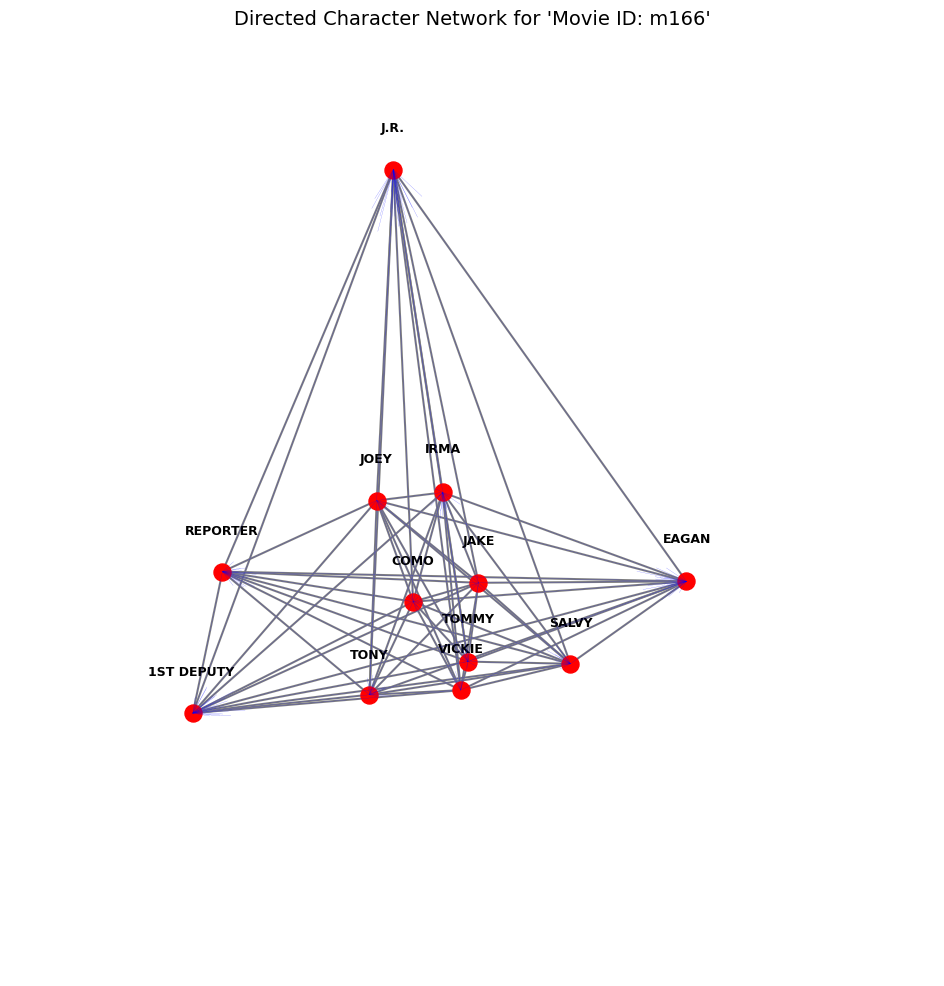 Directed Character Network for 'Movie ID: m166'
J.R.
IRMA
JOEY
REPORTER
JAKE
EAGAN
COMO
TOMMY
SALVY
VICKIE
TONY
1ST DEPUTY